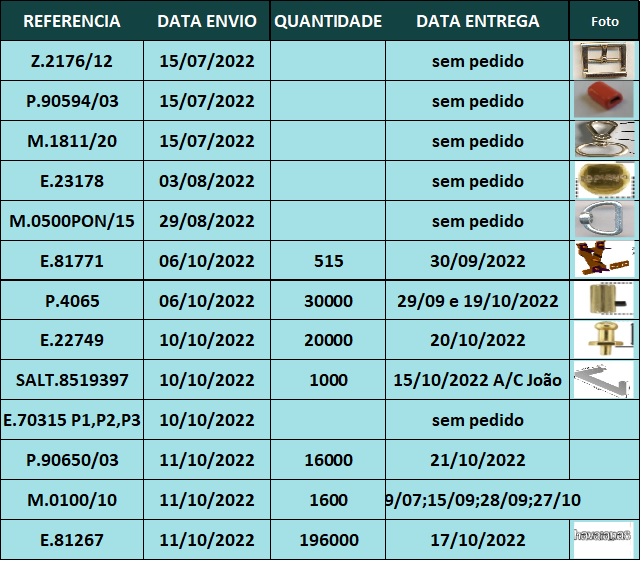 REFERENCIA DATA ENVIO QUANTIDADE DATA ENTREGA Foto
Z.2176/12 15/07/2022 sem pedido
P.90594/03 15/07/2022 sem pedido
M.1811/20 15/07/2022 sem pedido
E.23178 03/08/2022 sem pedido
M.0500PON/15 29/08/2022 sem pedido
E.81771 06/10/2022 515 30/09/2022
P.4065 06/10/2022 30000 29/09 e 19/10/2022
E.22749 10/10/2022 20000 20/10/2022
SALT.8519397 10/10/2022 1000 15/10/2022 A/C João
E.70315 P1,P2,P3 10/10/2022 sem pedido
P.90650/03 11/10/2022 16000 21/10/2022
M.0100/10 11/10/2022 1600 9/07;15/09;28/09;27/10
E.81267 11/10/2022 196000 17/10/2022 havaianas